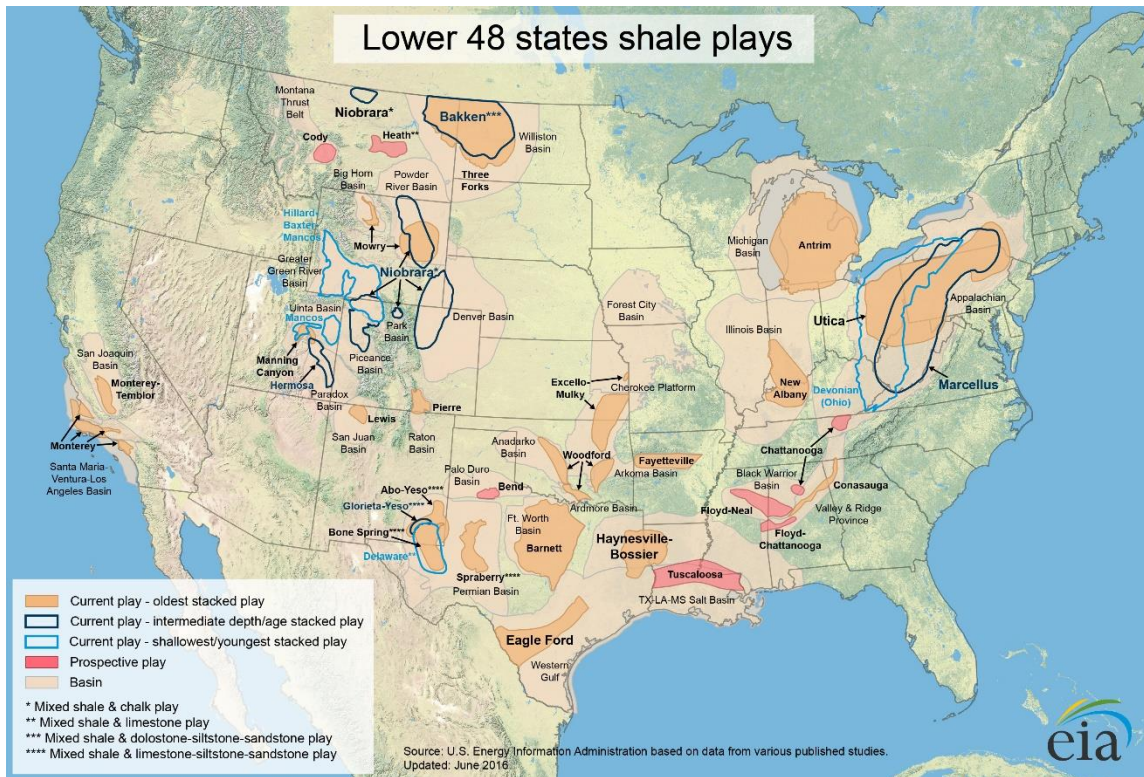 Lower 48 states shale plays
Montana
Thrust
Belt
Niobrara*
Bakken***
Cody
Heath**
Williston
Basin
Big Horn
Basin
Powder
River Basin
Three
Forks
Hillard-
Baxter-
Mancos
Mowry
Greater
Green River
Basin
Niobrara*
Michigan
Basin
Antrim
Uinta Basin
Mancos
Park
Basin
Denver Basin
Forest City
Basin
Illinois Basin
Utica
Appalachian
Basin
San Joaquin
Basin
Manning
Canyon
Piceance
Basin
Hermosa
Monterey-
Temblor
Paradox
Basin
Excello-
Mulky
Cherokee Platform
New
Albany
Devonian
(Ohio)
Marcellus
Pierre
Lewis
Monterey
San Juan
Basin
Raton
Basin
Anadarko
Basin
Woodford
Fayetteville
Arkoma Basin
Chattanooga
Santa Maria-
Ventura-Los
Angeles Basin
Palo Duro
Basin
Bend
Black Warrior
Basin
Conasauga
Abo-Yeso****
Ardmore Basin
Floyd-Neal
Valley & Ridge
Province
Glorieta-Yeso****
Ft. Worth
Basin
Bone Spring****
Haynesville-
Bossier
Floyd-
Chattanooga
Delaware**
Barnett
Spraberry****
Permian Basin
Tuscaloosa
TX-LA-MS Salt Basin
Eagle Ford
Western
Gulf
Current play - oldest stacked play
Current play - intermediate depth/age stacked play
Current play - shallowest/youngest stacked play
Prospective play
Basin
* Mixed shale & chalk play
** Mixed shale & limestone play
*** Mixed shale & dolostone-siltstone-sandstone play
**** Mixed shale & limestone-siltstone-sandstone play
Source: U.S. Energy Information Administration based on data from various published studies.
Updated: June 2016.
eia